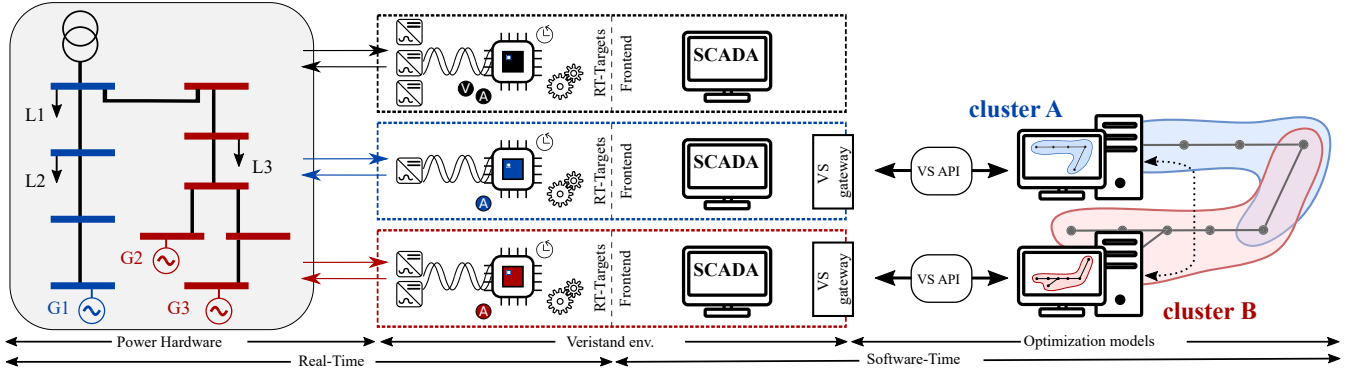 L1
L2
L3
G2
G1
G3
V
A
RT-Targets
Frontend
SCADA
A
RT-Targets
Frontend
SCADA
VS
gateway
VS API
A
RT-Targets
Frontend
SCADA
VS
gateway
VS API
cluster A
cluster B
Power Hardware
Veristand env.
Optimization models
Real-Time
Software-Time